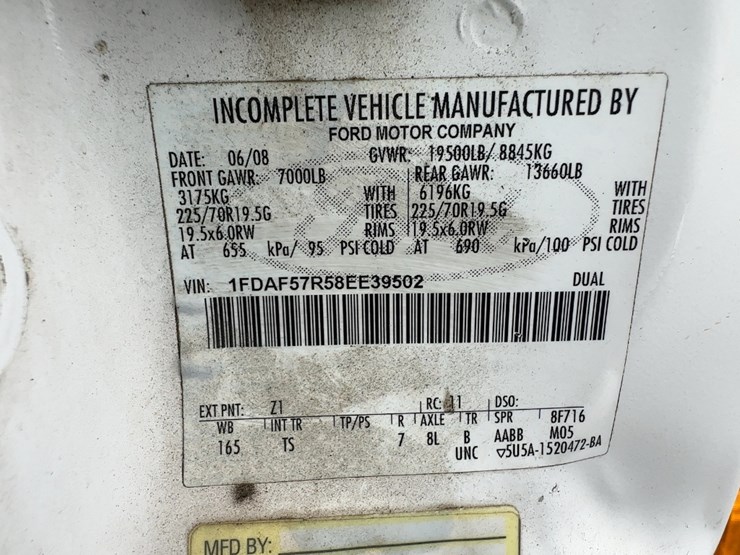 INCOMPLETE VEHICLE MANUFACTURED BY
FORD MOTOR COMPANY
DATE: 06/08 GVWR: 19500LB/ 8845KG
FRONT GAWR: 7000LB REAR GAWR: 13660LB
3175KG WITH 6196KG WITH
225/70R19.5G TIRES 225/70R19.5G TIRES
19.5x6.0RW RIMS 19.5x6.0RW RIMS
AT 655 kPa/ 95 PSI COLD AT 690 kPa/100 PSI COLD
VIN: 1FDAF57R58EE39502 DUAL
EXT PNT: Z1 RC: 11 DSO:
WB INT TR TP/PS R AXLE TR SPR 8F716
165 TS 7 8L B AABB M05
UNC ▽5U5A-1520472-BA
MFD BY: